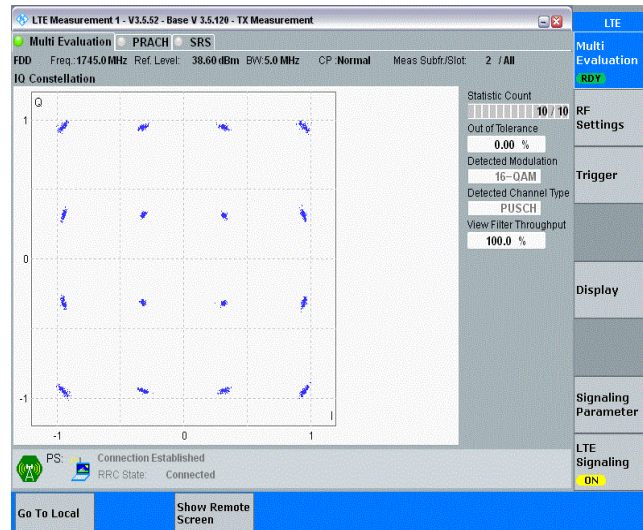 LTE Measurement 1 - V3.5.52 - Base V 3.5.120 - TX Measurement
LTE
Multi Evaluation PRACH SRS
Multi
Evaluation
RDY
FDD Freq.:1745.0 MHz Ref. Level: 38.60 dBm BW:5.0 MHz CP :Normal Meas Subfr./Slot: 2 / All
IQ Constellation
Q
1
0
-1
-1 0 1
I
Statistic Count
10 / 10
Out of Tolerance
0.00 %
Detected Modulation
16-QAM
Detected Channel Type
PUSCH
View Filter Throughput
100.0 %
RF
Settings
Trigger
Display
Signaling
Parameter
LTE
Signaling
ON
PS: Connection Established
RRC State: Connected
Go To Local
Show Remote
Screen